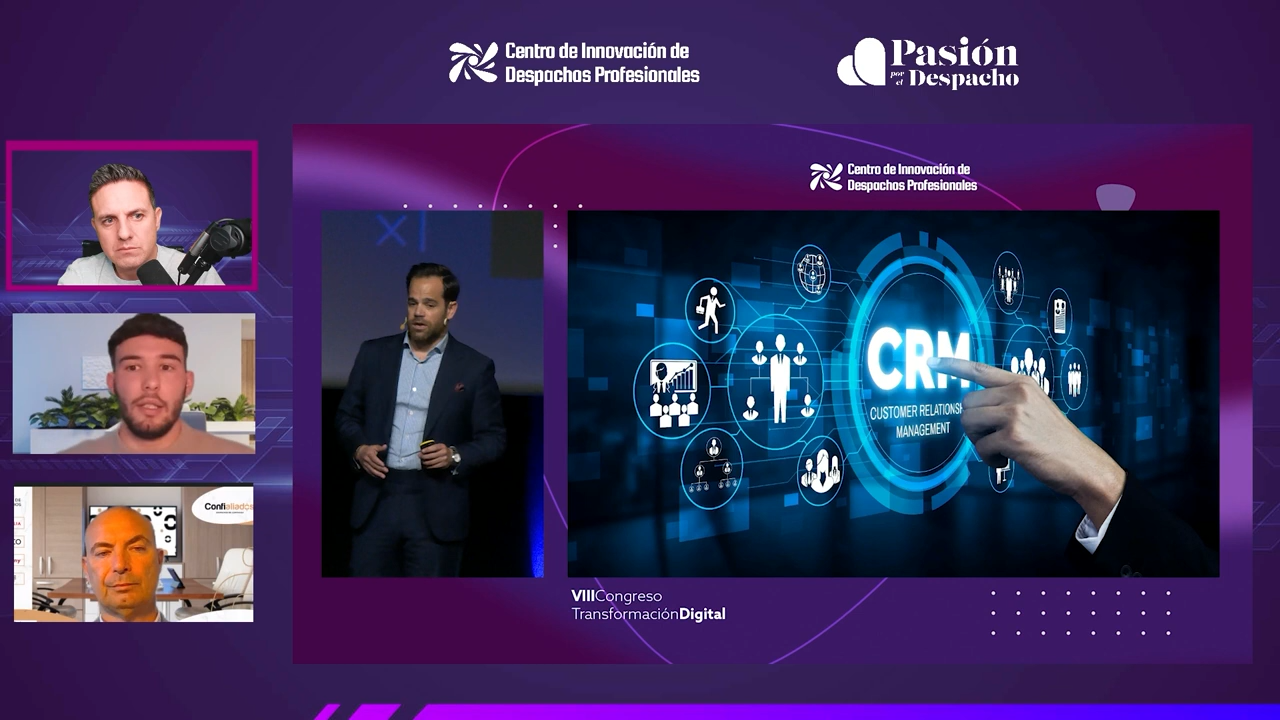 Centro de Innovación de
Despachos Profesionales
Pasión
por el Despacho
Centro de Innovación de
Despachos Profesionales
CRM
CUSTOMER
MANAGEMENT
Confialiados
VIIICongreso
TransformaciónDigital